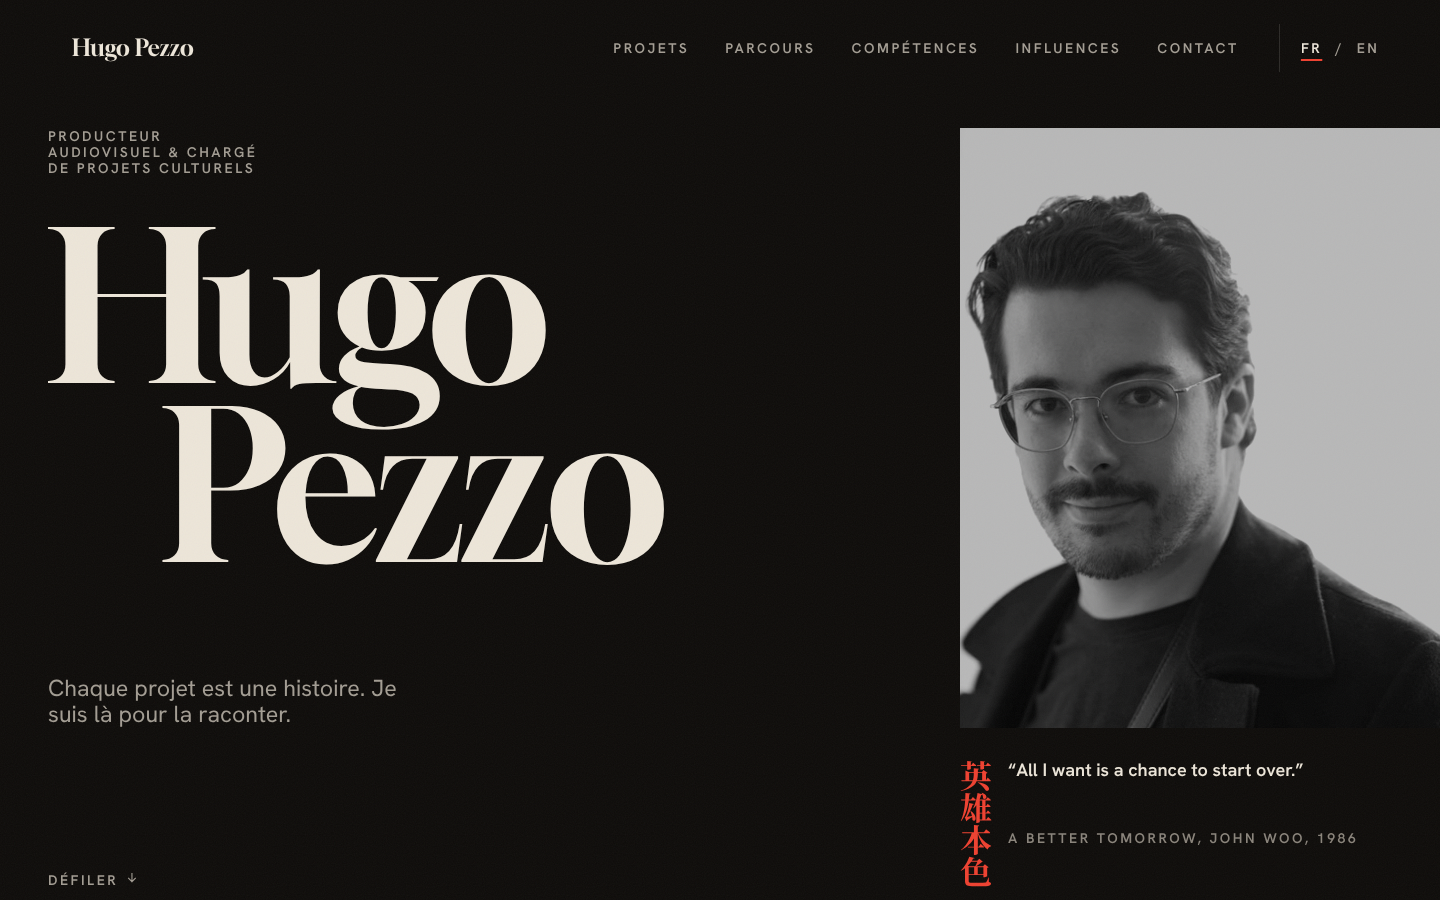 Hugo Pezzo
PROJETS
PARCOURS
COMPÉTENCES
INFLUENCES
CONTACT
FR / EN
PRODUCTEUR
AUDIOVISUEL & CHARGÉ
DE PROJETS CULTURELS
Hugo
Pezzo
Chaque projet est une histoire. Je
suis là pour la raconter.
英雄本色
“All I want is a chance to start over.”
A BETTER TOMORROW, JOHN WOO, 1986
DÉFILER ↓